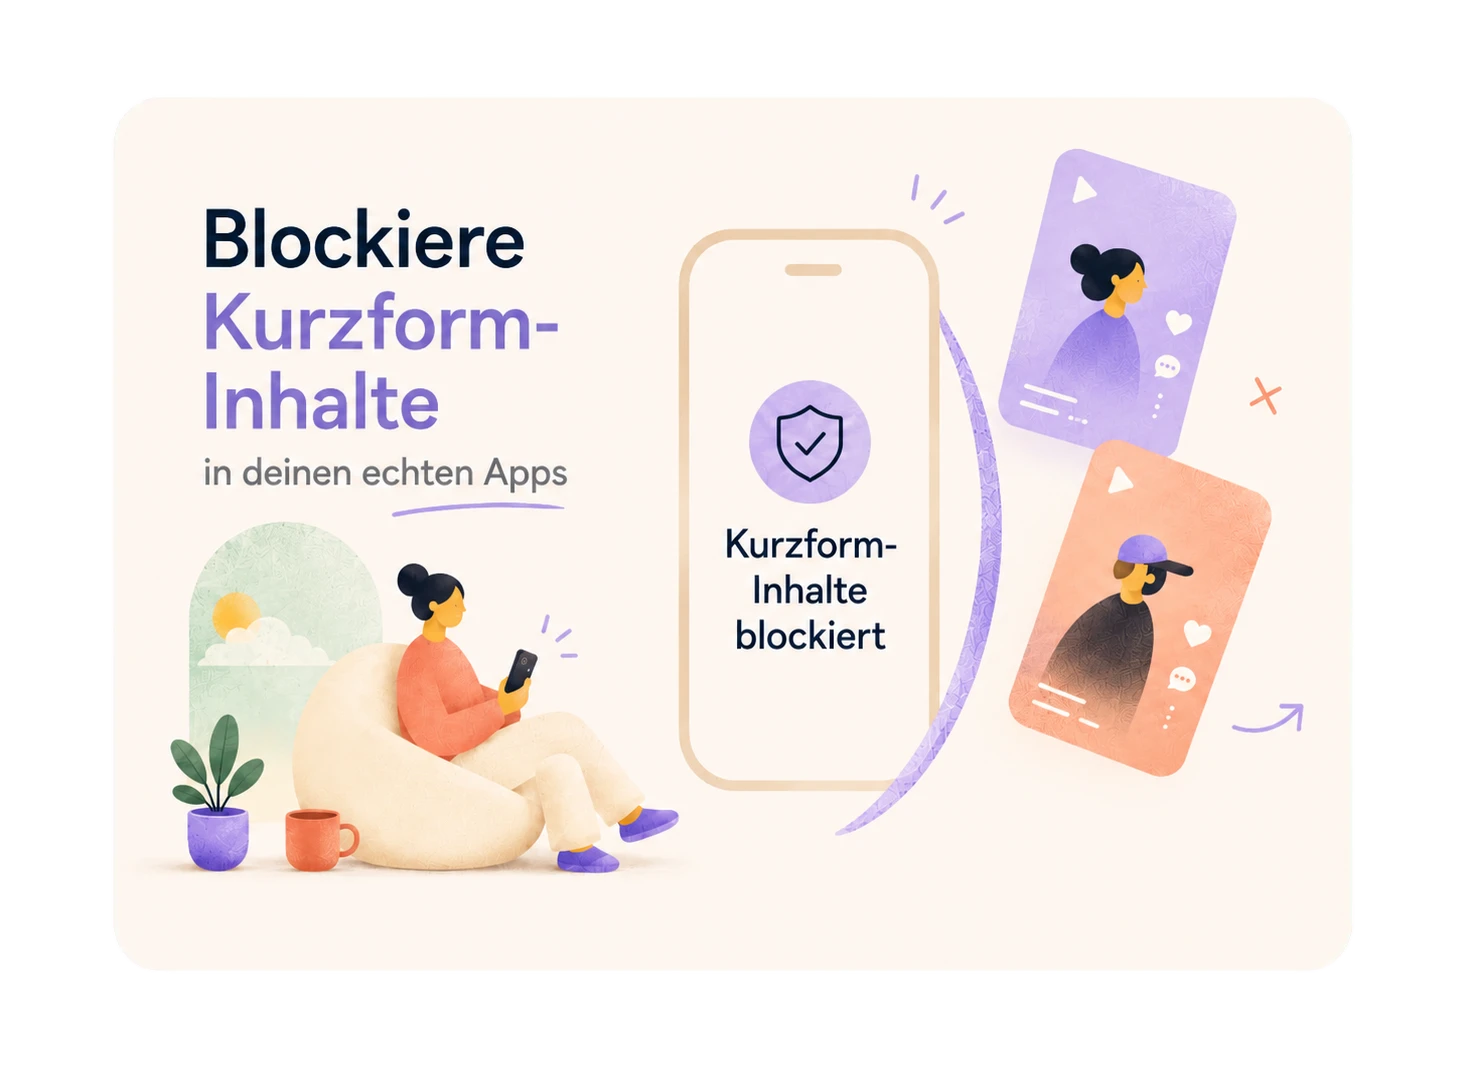 Blockiere
Kurzform-
Inhalte
in deinen echten Apps
Kurzform-
Inhalte
blockiert